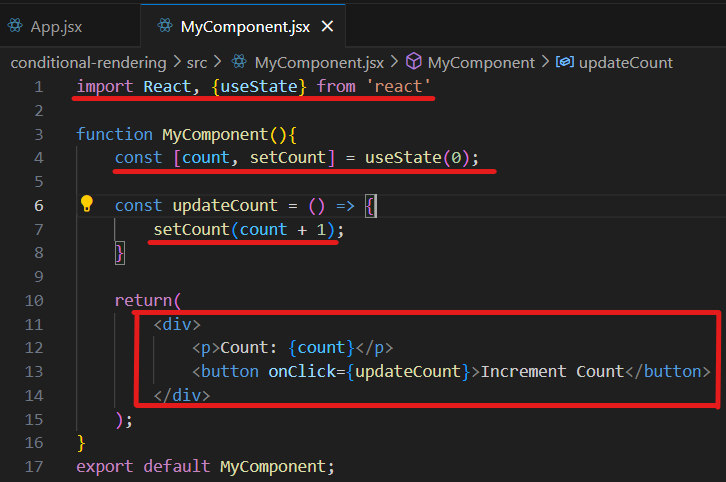 App.jsx MyComponent.jsx ×
conditional-rendering > src > MyComponent.jsx > MyComponent > updateCount
1 import React, {useState} from 'react'
2
3 function MyComponent(){
4 const [count, setCount] = useState(0);
5
6 const updateCount = () => {
7 setCount(count + 1);
8 }
9
10 return(
11 <div>
12 <p>Count: {count}</p>
13 <button onClick={updateCount}>Increment Count</button>
14 </div>
15 );
16 }
17 export default MyComponent;